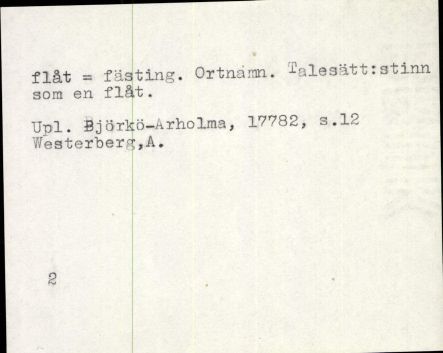 flåt = fästing. Ortnamn. Talesätt:stinn
som en flåt.
Upl. Björkö-Arholma, 17782, s.12
Westerberg,A.
2